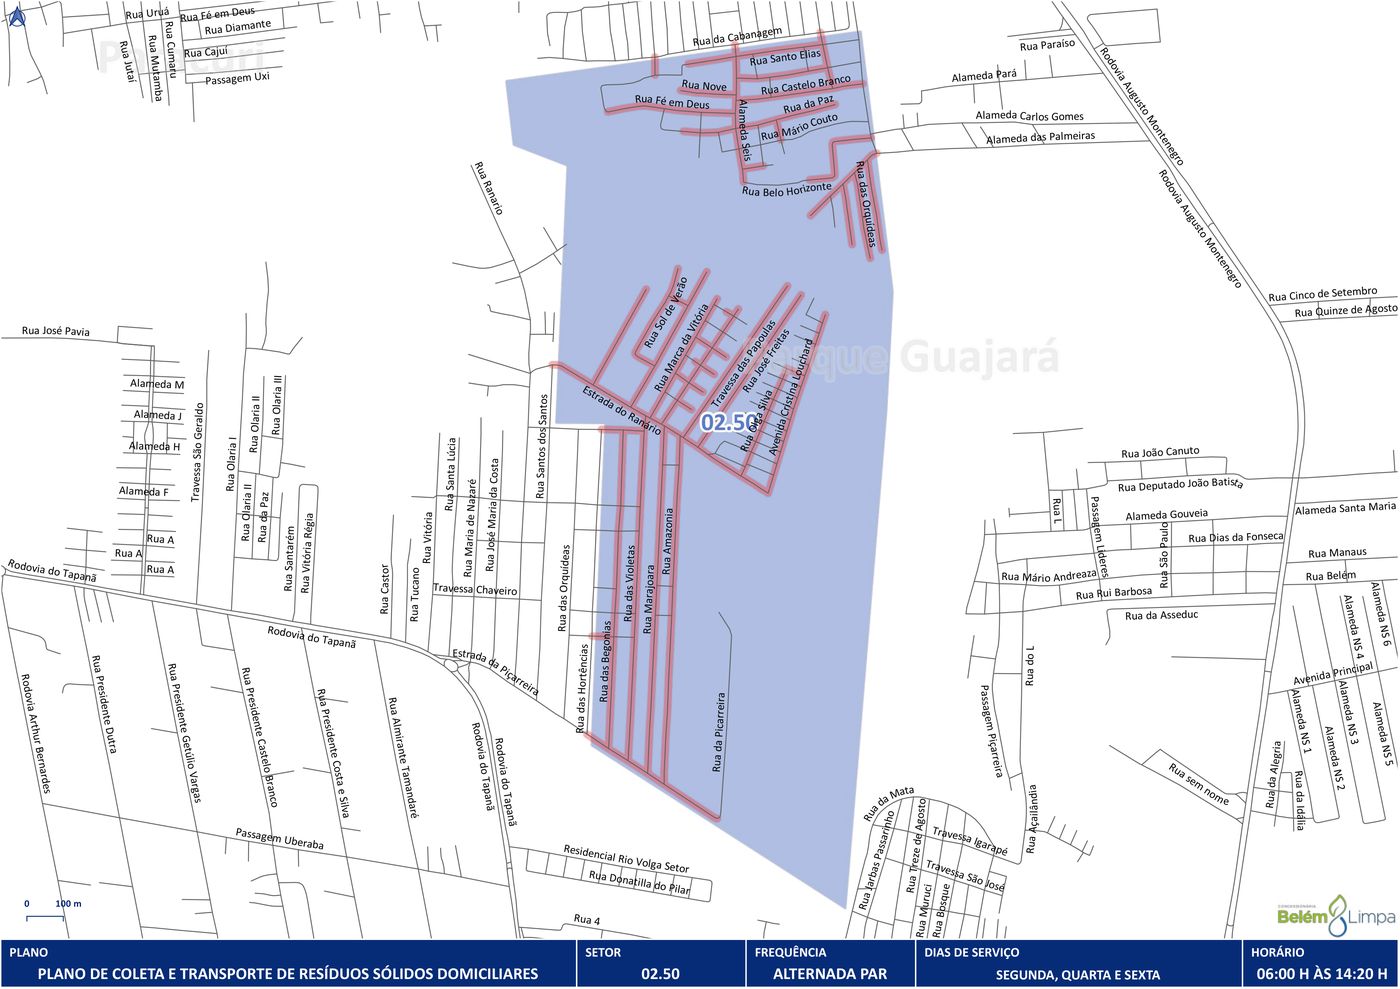 Rua Uruá
Rua Fé em Deus
Rua Diamante
Rua Jutaí
Rua Mutamba
Rua Cumaru
Rua Cajuí
Passagem Uxi
Rua da Cabanagem
Rua Santo Elias
Rua Nove
Rua Castelo Branco
Rua Fé em Deus
Rua da Paz
Alameda Seis
Rua Mário Couto
Rua Belo Horizonte
Rua das Orquídeas
Rua Paraíso
Alameda Pará
Rodovia Augusto Montenegro
Alameda Carlos Gomes
Alameda das Palmeiras
Rodovia Augusto Montenegro
Rua Ranario
Rua Cinco de Setembro
Rua Quinze de Agosto
Rua José Pavia
Rua Sol de Verão
Rua Marca da Vitória
Travessa das Papoulas
Rua José Freitas
Rua Olga Silva
Avenida Cristina Louchard
Parque Guajará
02.50
Estrada do Ranário
Alameda M
Alameda J
Alameda H
Alameda F
Rua A
Rua A
Rua A
Travessa São Geraldo
Rua Olaria I
Rua Olaria II
Rua Olaria III
Rua Olaria II
Rua da Paz
Rua Santarém
Rua Vitória Régia
Rua Castor
Rua Tucano
Rua Vitória
Rua Santa Lúcia
Rua Maria de Nazaré
Rua José Maria da Costa
Rua Santos dos Santos
Travessa Chaveiro
Rua das Orquídeas
Rua das Hortências
Rua das Begonias
Rua das Violetas
Rua Marajoara
Rua Amazonia
Rua da Picarreira
Rodovia do Tapanã
Rodovia do Tapanã
Estrada da Piçarreira
Rodovia do Tapanã
Rodovia do Tapanã
Rodovia Arthur Bernardes
Rua Presidente Dutra
Rua Presidente Getúlio Vargas
Rua Presidente Castelo Branco
Rua Presidente Costa e Silva
Rua Almirante Tamandaré
Passagem Uberaba
Residencial Rio Volga Setor
Rua Donatilla do Pilar
Rua 4
Rua João Canuto
Rua Deputado João Batista
Rua L
Passagem Líderes
Alameda Gouveia
Rua São Paulo
Rua Dias da Fonseca
Alameda Santa Maria
Rua Manaus
Rua Belém
Rua Mário Andreaza
Rua Rui Barbosa
Rua da Asseduc
Rua do L
Passagem Piçarreira
Rua Açailândia
Alameda NS 6
Alameda NS 4
Avenida Principal
Alameda NS 1
Alameda NS 2
Alameda NS 3
Alameda NS 5
Rua da Alegria
Rua da Idália
Rua sem nome
Rua da Mata
Rua Jarbas Passarinho
Rua Treze de Agosto
Travessa Igarapé
Travessa São José
Rua Muruci
Rua Bosque
0 100 m
CONCESSIONÁRIA
Belém Limpa
PLANO
PLANO DE COLETA E TRANSPORTE DE RESÍDUOS SÓLIDOS DOMICILIARES
SETOR
02.50
FREQUÊNCIA
ALTERNADA PAR
DIAS DE SERVIÇO
SEGUNDA, QUARTA E SEXTA
HORÁRIO
06:00 H ÀS 14:20 H